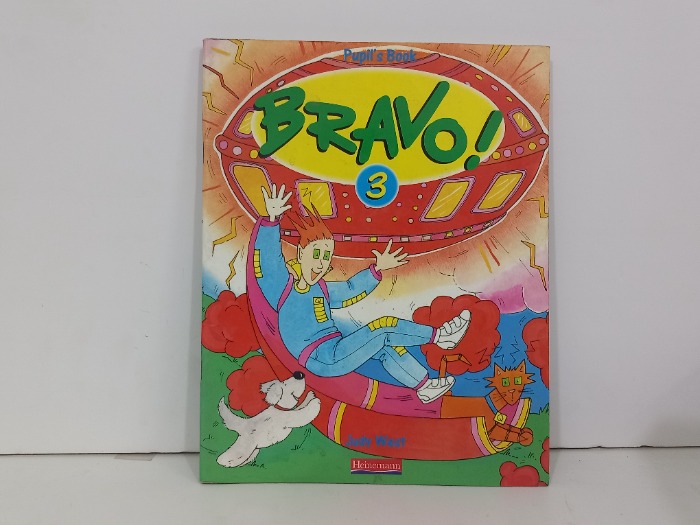 Pupil's Book
BRAVO!
3
Judy West
Heinemann